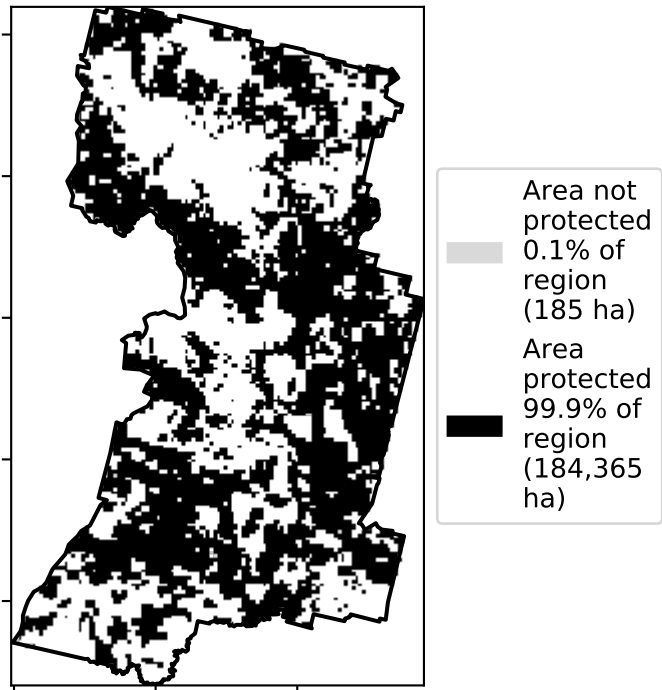 Area not
protected
0.1% of
region
(185 ha)
Area
protected
99.9% of
region
(184,365
ha)